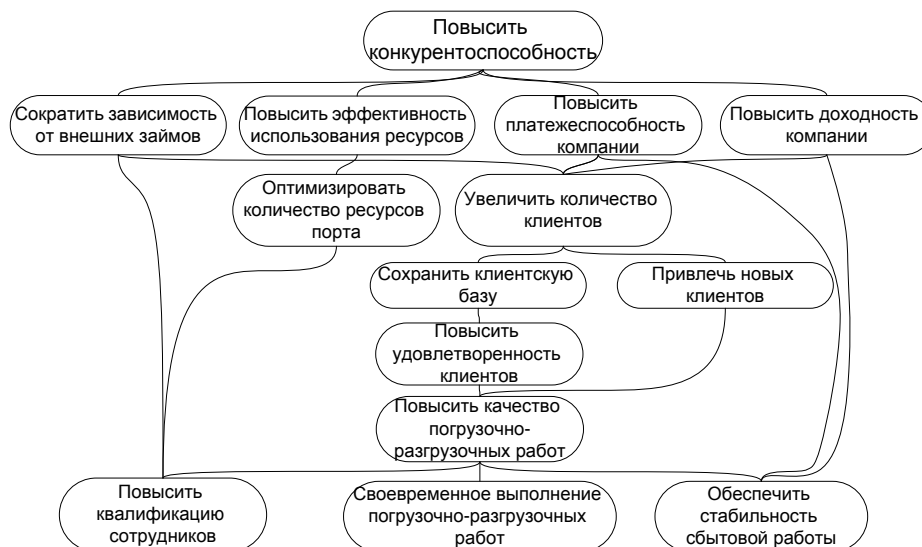 Повысить
конкурентоспособность
Сократить зависимость
от внешних займов
Повысить эффективность
использования ресурсов
Повысить
платежеспособность
компании
Повысить доходность
компании
Оптимизировать
количество ресурсов
порта
Увеличить количество
клиентов
Сохранить клиентскую
базу
Привлечь новых
клиентов
Повысить
удовлетворенность
клиентов
Повысить качество
погрузочно-
разгрузочных работ
Повысить
квалификацию
сотрудников
Своевременное выполнение
погрузочно-разгрузочных
работ
Обеспечить
стабильность
сбытовой работы